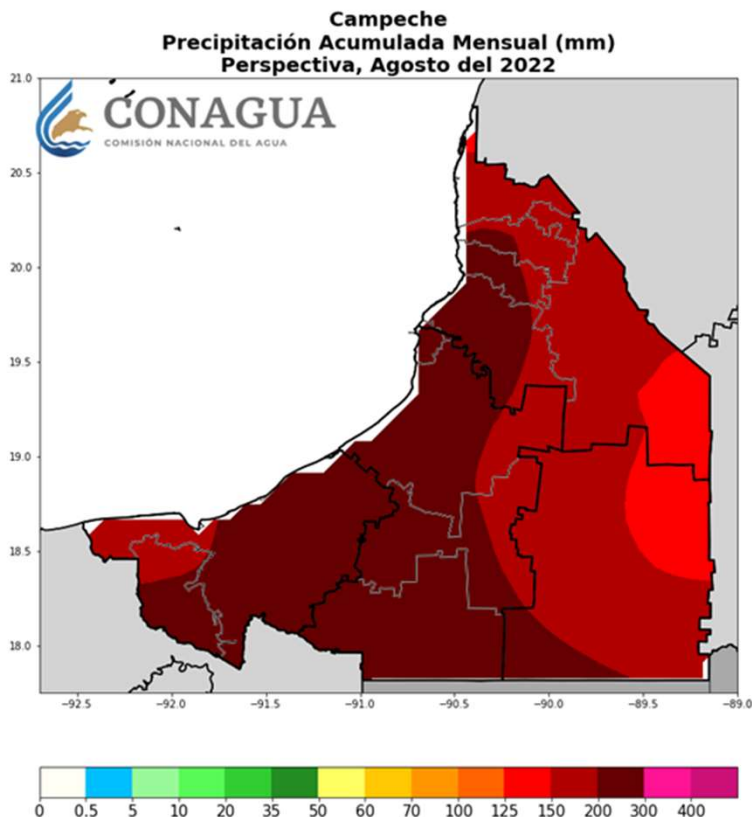 Campeche
Precipitación Acumulada Mensual (mm)
Perspectiva, Agosto del 2022
CONAGUA
COMISIÓN NACIONAL DEL AGUA
21.0
20.5
20.0
19.5
19.0
18.5
18.0
−92.5 −92.0 −91.5 −91.0 −90.5 −90.0 −89.5 −89.0
0 0.5 5 10 20 35 50 60 70 100 125 150 200 300 400